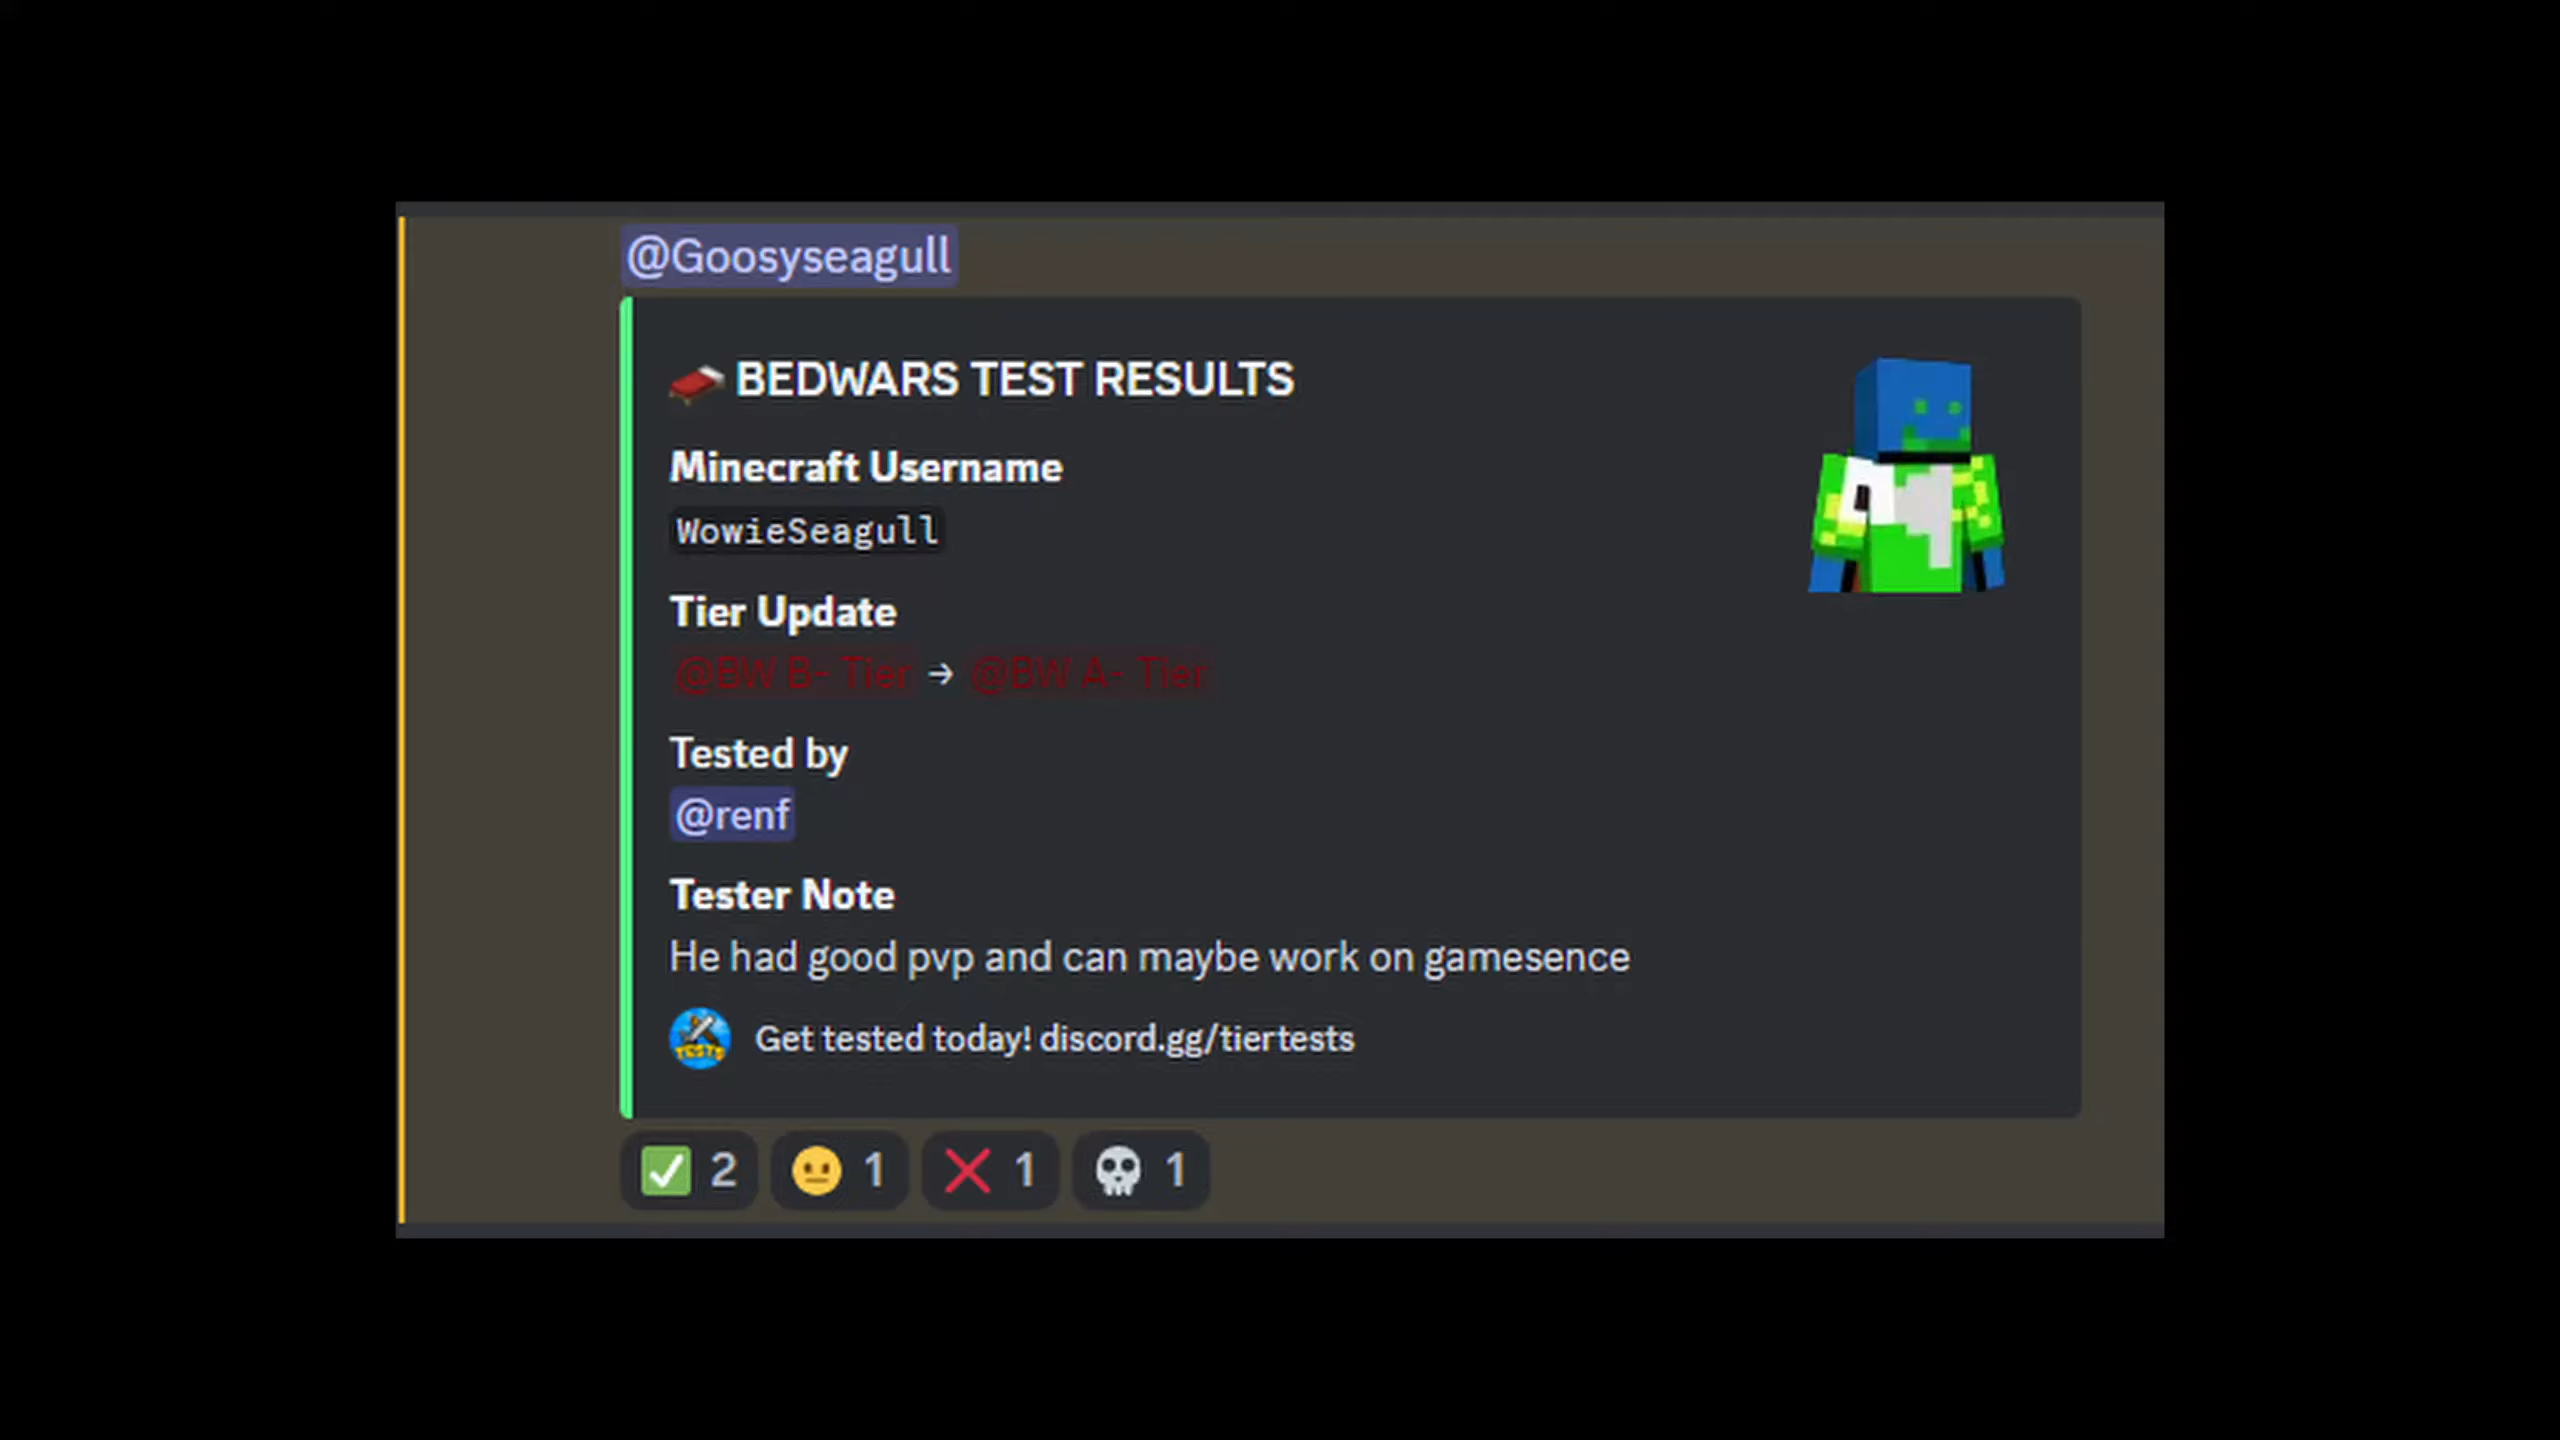 @Goosyseagull
BEDWARS TEST RESULTS
Minecraft Username
WowieSeagull
Tier Update
@BW B- Tier → @BW A- Tier
Tested by
@renf
Tester Note
He had good pvp and can maybe work on gamesence
TESTS
Get tested today! discord.gg/tiertests
2 1 1 1